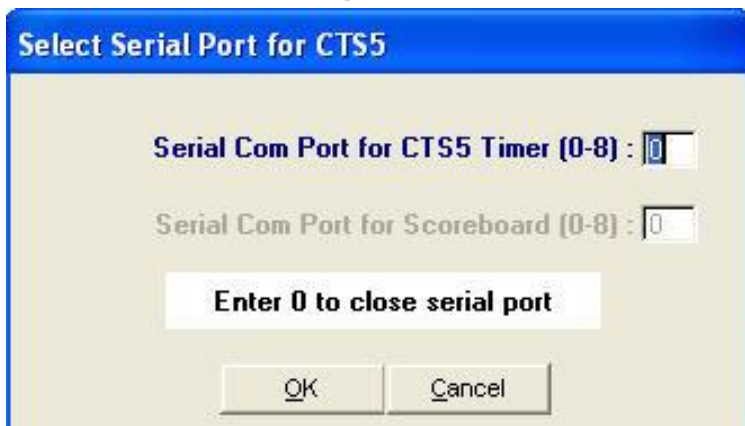 Select Serial Port for CTS5
Serial Com Port for CTS5 Timer (0-8) : 0
Serial Com Port for Scoreboard (0-8) : 0
Enter 0 to close serial port
OK Cancel